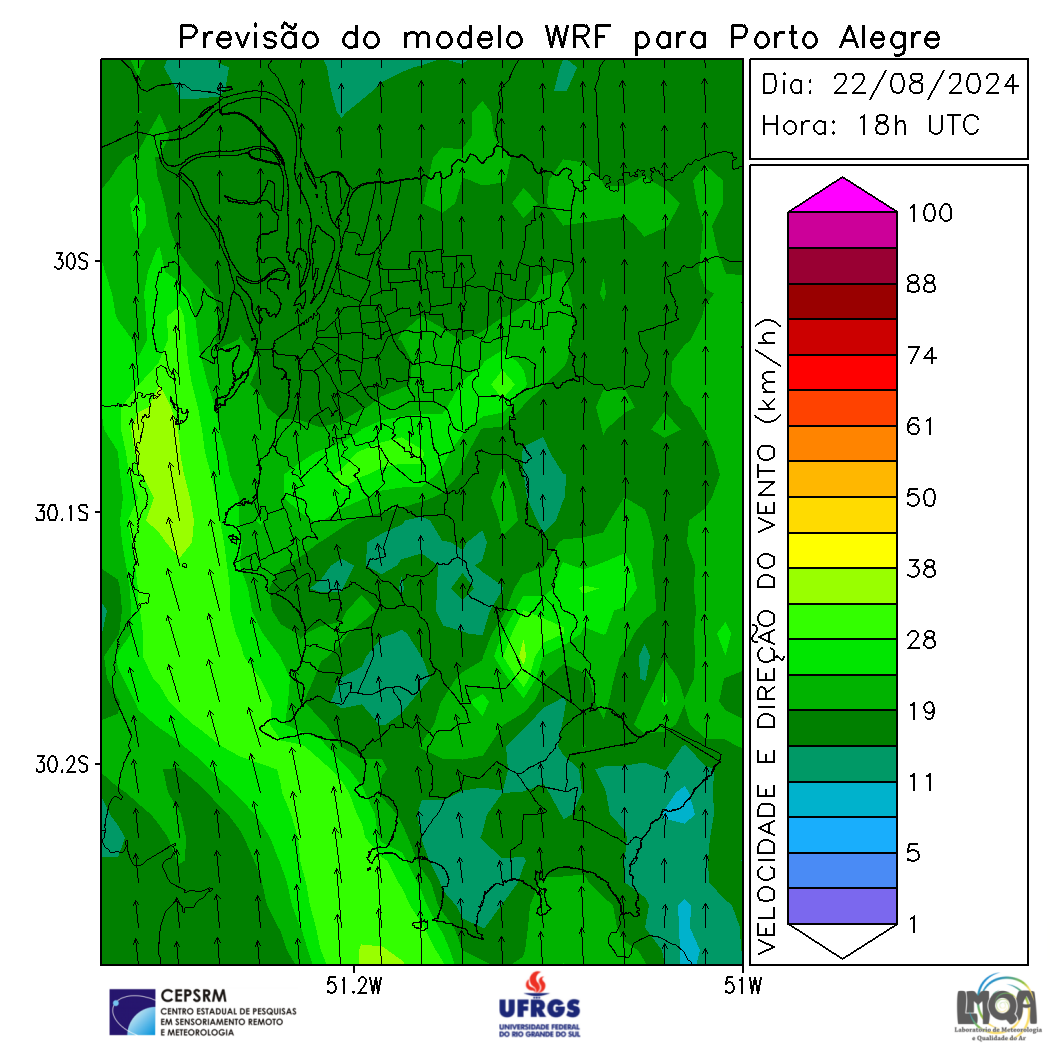 Previsão do modelo WRF para Porto Alegre
Dia: 22/08/2024
Hora: 18h UTC
30S
30.1S
30.2S
51.2W
51W
VELOCIDADE E DIREÇÃO DO VENTO (km/h)
100
88
74
61
50
38
28
19
11
5
1
CEPSRM
CENTRO ESTADUAL DE PESQUISAS
EM SENSORIAMENTO REMOTO
E METEOROLOGIA
UFRGS
UNIVERSIDADE FEDERAL
DO RIO GRANDE DO SUL
LMQA
Laboratório de Meteorologia
e Qualidade do Ar